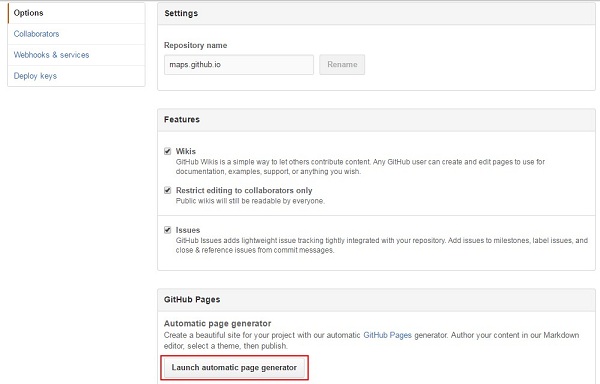 Options
Collaborators
Webhooks & services
Deploy keys
Settings
Repository name
maps.github.io
Rename
Features
Wikis
GitHub Wikis is a simple way to let others contribute content. Any GitHub user can create and edit pages to use for
documentation, examples, support, or anything you wish.
Restrict editing to collaborators only
Public wikis will still be readable by everyone.
Issues
GitHub Issues adds lightweight issue tracking tightly integrated with your repository. Add issues to milestones, label issues, and
close & reference issues from commit messages.
GitHub Pages
Automatic page generator
Create a beautiful site for your project with our automatic GitHub Pages generator. Author your content in our Markdown
editor, select a theme, then publish.
Launch automatic page generator